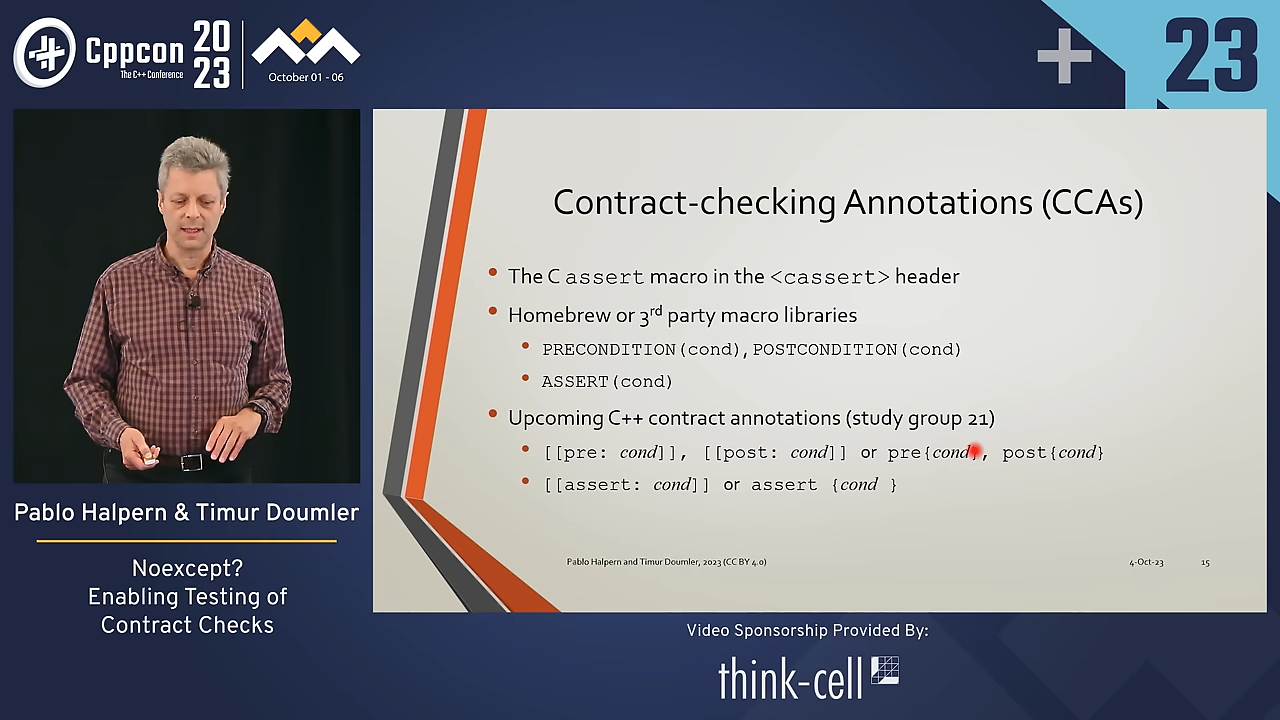 Cppcon
The C++ Conference
20
23
October 01 - 06
23
Contract-checking Annotations (CCAs)
• The C assert macro in the <cassert> header
• Homebrew or 3rd party macro libraries
• PRECONDITION(cond), POSTCONDITION(cond)
• ASSERT(cond)
• Upcoming C++ contract annotations (study group 21)
• [[pre: cond]], [[post: cond]] or pre{cond}, post{cond}
• [[assert: cond]] or assert {cond }
Pablo Halpern and Timur Doumler, 2023 (CC BY 4.0)
4-Oct-23
15
Pablo Halpern & Timur Doumler
Noexcept?
Enabling Testing of
Contract Checks
Video Sponsorship Provided By:
think-cell